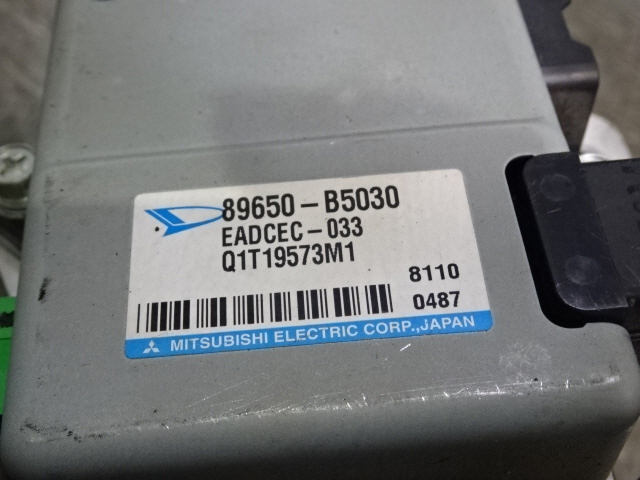 89650-B5030
EADCEC-033
Q1T19573M1
8110
0487
MITSUBISHI ELECTRIC CORP.,JAPAN